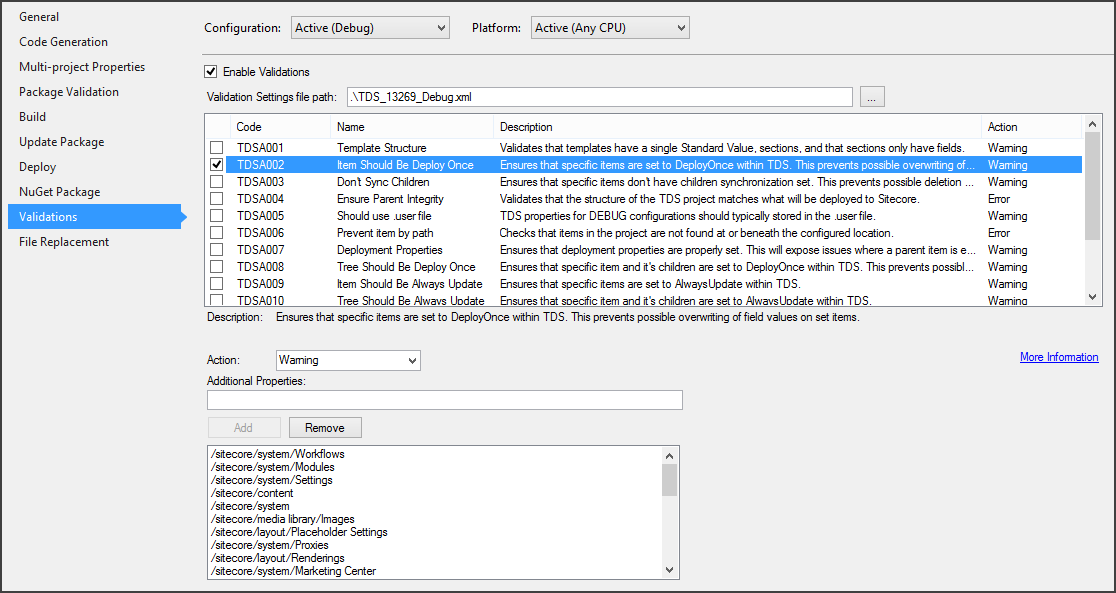 General
Code Generation
Multi-project Properties
Package Validation
Build
Update Package
Deploy
NuGet Package
Validations
File Replacement
Configuration: Active (Debug) Platform: Active (Any CPU)
Enable Validations
Validation Settings file path: .\TDS_13269_Debug.xml ...
Code Name Description Action
TDSA001 Template Structure Validates that templates have a single Standard Value, sections, and that sections only have fields. Warning
TDSA002 Item Should Be Deploy Once Ensures that specific items are set to DeployOnce within TDS. This prevents possible overwriting of... Warning
TDSA003 Don't Sync Children Ensures that specific items don't have children synchronization set. This prevents possible deletion ... Warning
TDSA004 Ensure Parent Integrity Validates that the structure of the TDS project matches what will be deployed to Sitecore. Error
TDSA005 Should use .user file TDS properties for DEBUG configurations should typically stored in the .user file. Warning
TDSA006 Prevent item by path Checks that items in the project are not found at or beneath the configured location. Error
TDSA007 Deployment Properties Ensures that deployment properties are properly set. This will expose issues where a parent item is e... Warning
TDSA008 Tree Should Be Deploy Once Ensures that specific item and it's children are set to DeployOnce within TDS. This prevents possibl... Warning
TDSA009 Item Should Be Always Update Ensures that specific items are set to AlwaysUpdate within TDS. Warning
TDSA010 Tree Should Be Always Update Ensures that specific item and it's children are set to AlwaysUpdate within TDS. Warning
Description: Ensures that specific items are set to DeployOnce within TDS. This prevents possible overwriting of field values on set items.
Action: Warning More Information
Additional Properties:
Add Remove
/sitecore/system/Workflows
/sitecore/system/Modules
/sitecore/system/Settings
/sitecore/content
/sitecore/system
/sitecore/media library/Images
/sitecore/layout/Placeholder Settings
/sitecore/system/Proxies
/sitecore/layout/Renderings
/sitecore/system/Marketing Center